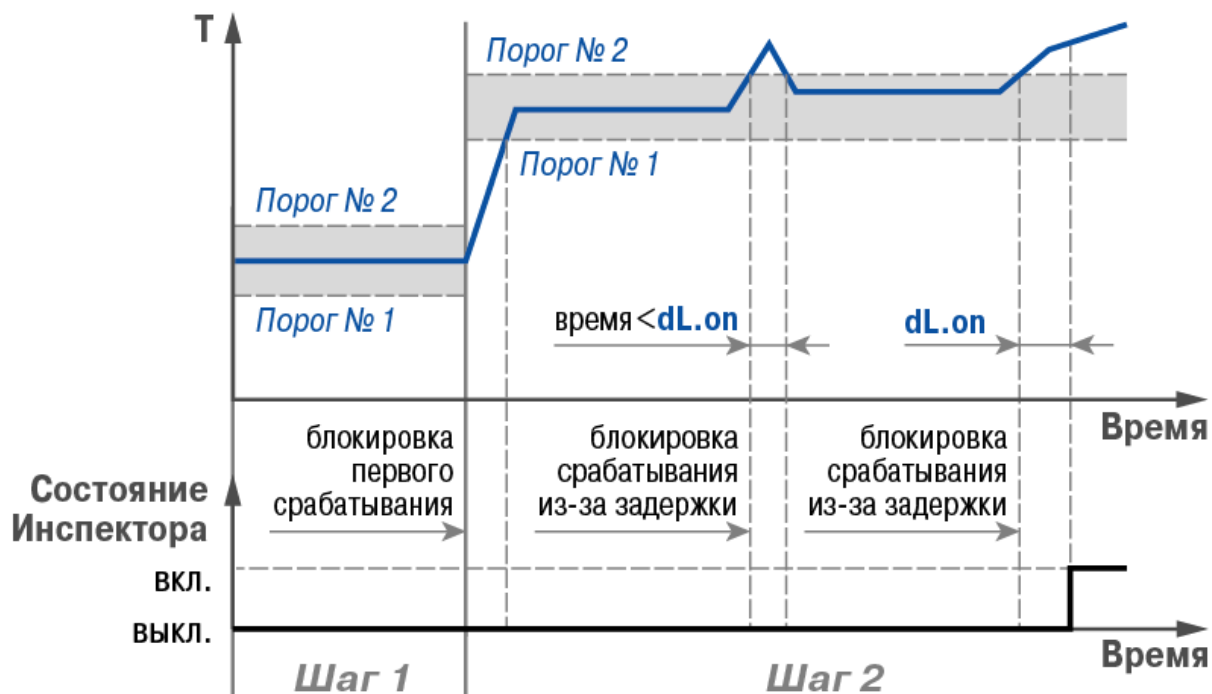 T
Порог № 2
Порог № 1
Порог № 2
Порог № 1
время<dL.on
dL.on
Время
блокировка
первого
срабатывания
блокировка
срабатывания
из-за задержки
блокировка
срабатывания
из-за задержки
Состояние
Инспектора
ВКЛ.
ВЫКЛ.
Время
Шаг 1
Шаг 2